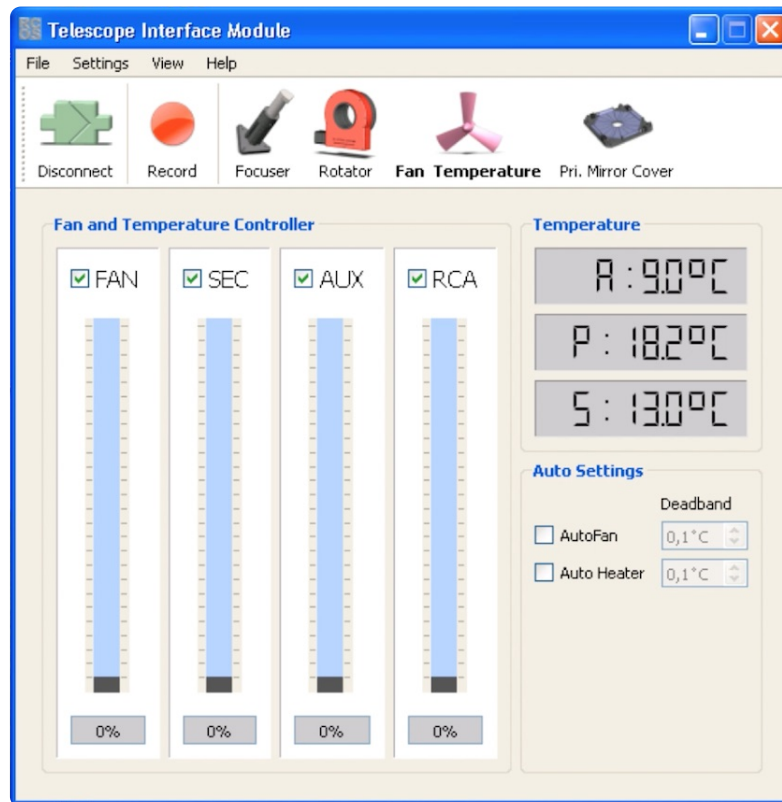 Telescope Interface Module
File Settings View Help
Disconnect Record Focuser Rotator Fan Temperature Pri. Mirror Cover
Fan and Temperature Controller
FAN SEC AUX RCA
0% 0% 0% 0%
Temperature
A : 9.0°C
P : 18.2°C
S : 13.0°C
Auto Settings
Deadband
AutoFan 0,1°C
Auto Heater 0,1°C